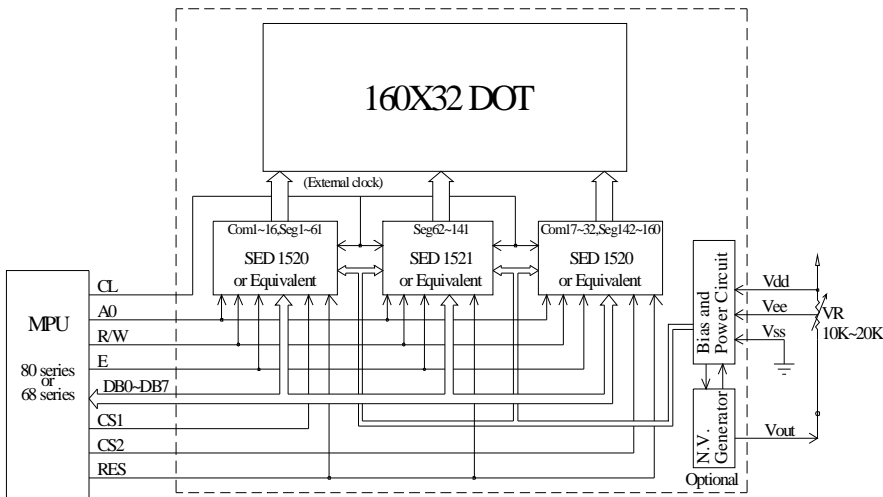 160X32 DOT
(External clock)
Com1~16,Seg1~61
SED 1520
or Equivalent
Seg62~141
SED 1521
or Equivalent
Com17~32,Seg142~160
SED 1520
or Equivalent
MPU
80 series
or
68 series
CL
A0
R/W
E
DB0~DB7
CS1
CS2
RES
Bias and
Power Circuit
Vdd
Vee
Vss
VR
10K~20K
N.V.
Generator
Vout
Optional